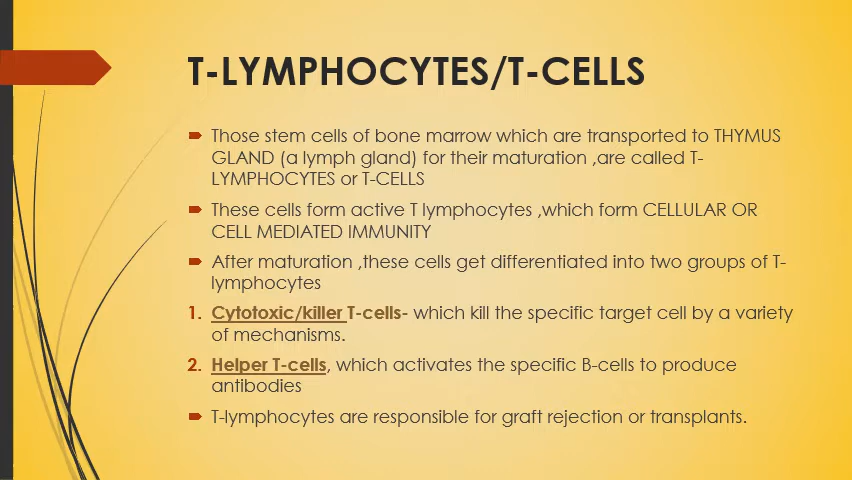 T-LYMPHOCYTES/T-CELLS
Those stem cells of bone marrow which are transported to THYMUS
GLAND (a lymph gland) for their maturation ,are called T-
LYMPHOCYTES or T-CELLS
These cells form active T lymphocytes ,which form CELLULAR OR
CELL MEDIATED IMMUNITY
After maturation ,these cells get differentiated into two groups of T-
lymphocytes
1. Cytotoxic/killer T-cells- which kill the specific target cell by a variety
of mechanisms.
2. Helper T-cells, which activates the specific B-cells to produce
antibodies
T-lymphocytes are responsible for graft rejection or transplants.